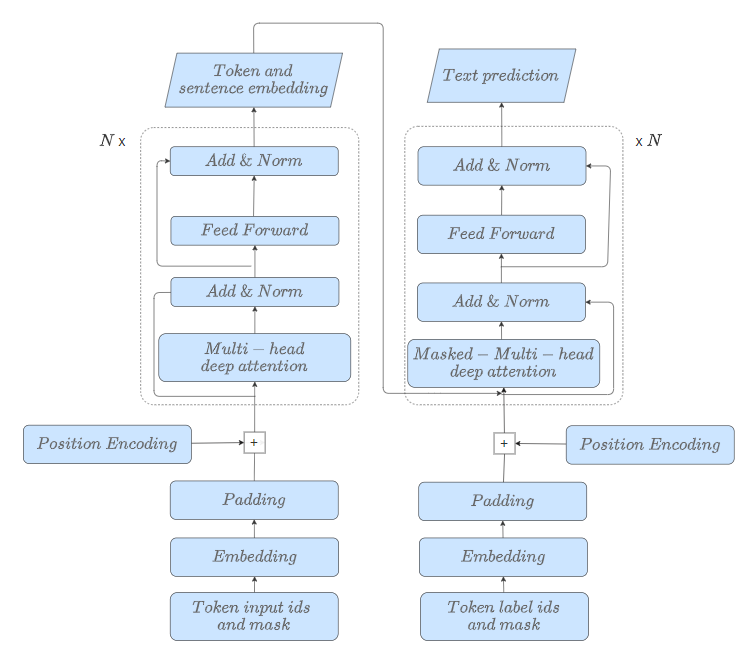 Token and
sentence embedding
N x
Add & Norm
Feed Forward
Add & Norm
Multi – head
deep attention
Position Encoding
+
Padding
Embedding
Token input ids
and mask
Text prediction
x N
Add & Norm
Feed Forward
Add & Norm
Masked – Multi – head
deep attention
+
Position Encoding
Padding
Embedding
Token label ids
and mask